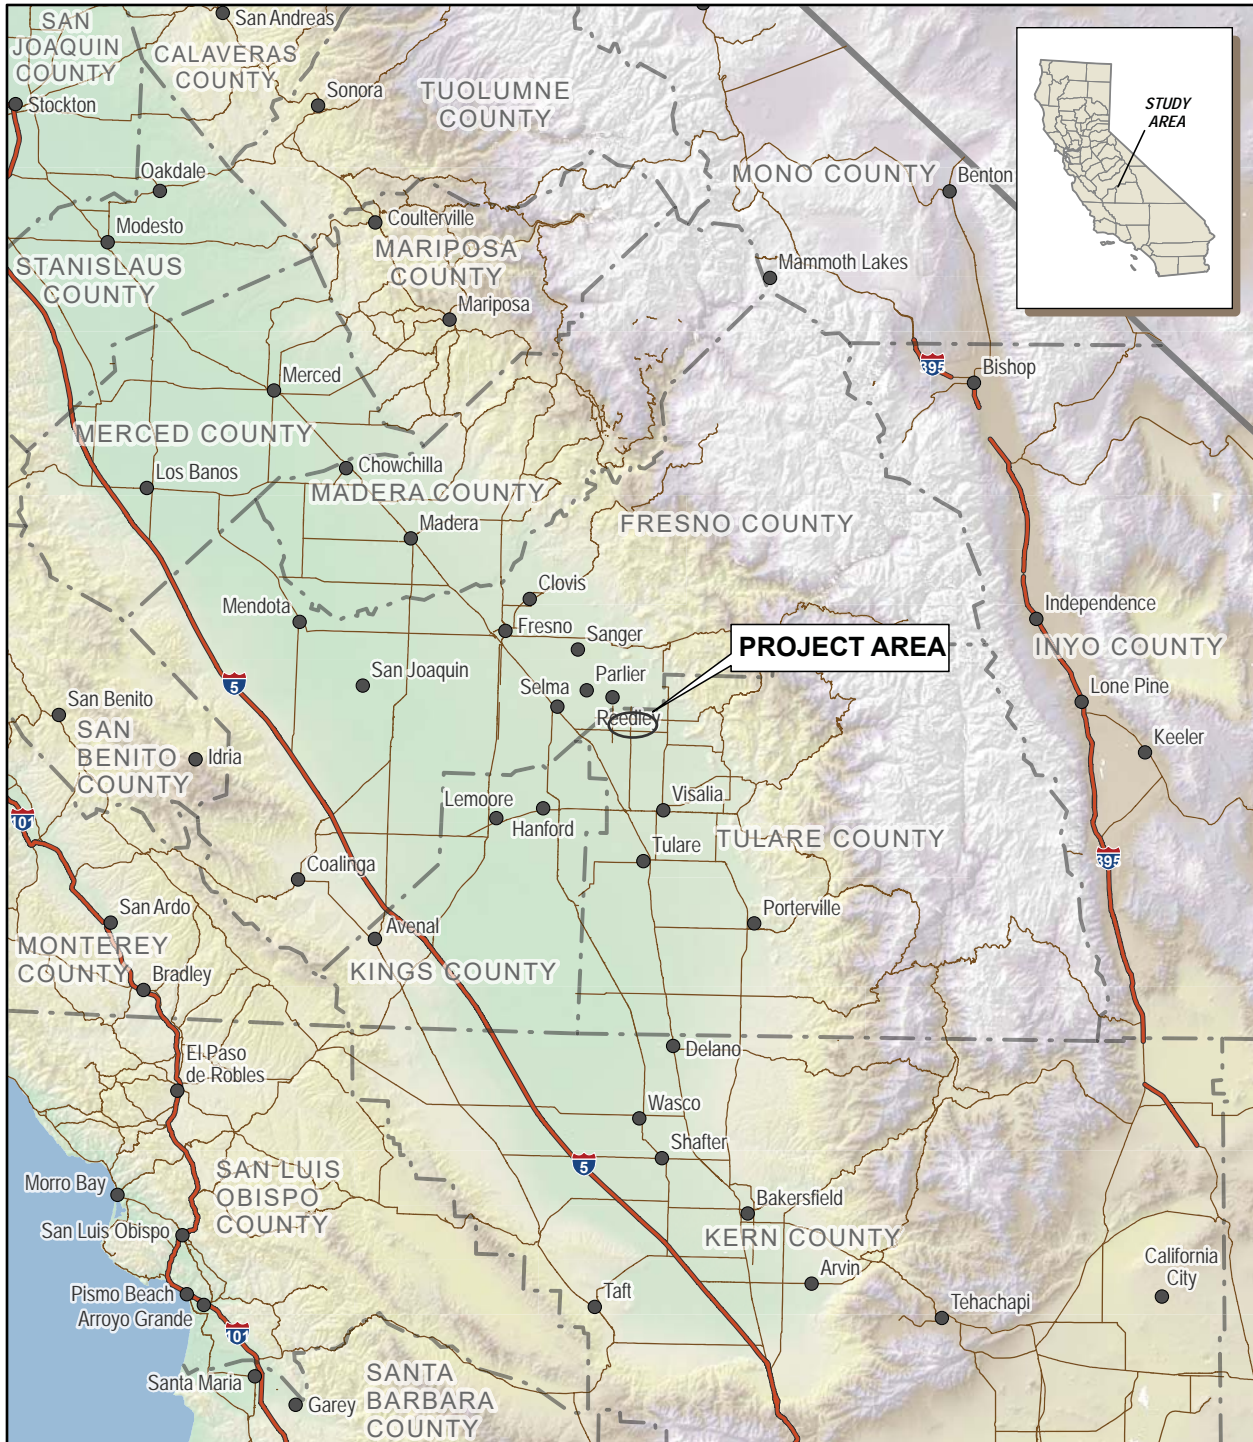 SAN
JOAQUIN
COUNTY
San Andreas
CALAVERAS
COUNTY
Stockton
Sonora
TUOLUMNE
COUNTY
STUDY
AREA
Oakdale
MONO COUNTY
Benton
Modesto
Coulterville
MARIPOSA
COUNTY
STANISLAUS
COUNTY
Mammoth Lakes
Mariposa
395
Bishop
Merced
MERCED COUNTY
Los Banos
Chowchilla
MADERA COUNTY
Madera
FRESNO COUNTY
Clovis
Mendota
Fresno
Sanger
Independence
INYO COUNTY
PROJECT AREA
San Joaquin
5
Selma
Parlier
Reedley
Lone Pine
San Benito
SAN
BENITO
COUNTY
Idria
Keeler
101
Lemoore
Hanford
Visalia
TULARE COUNTY
Tulare
395
Coalinga
San Ardo
Avenal
Porterville
MONTEREY
COUNTY
Bradley
KINGS COUNTY
El Paso
de Robles
Delano
Wasco
Shafter
5
SAN LUIS
OBISPO
COUNTY
Morro Bay
San Luis Obispo
Bakersfield
KERN COUNTY
California
City
Arvin
Pismo Beach
Arroyo Grande
Taft
Tehachapi
101
Santa Maria
Garey
SANTA
BARBARA
COUNTY